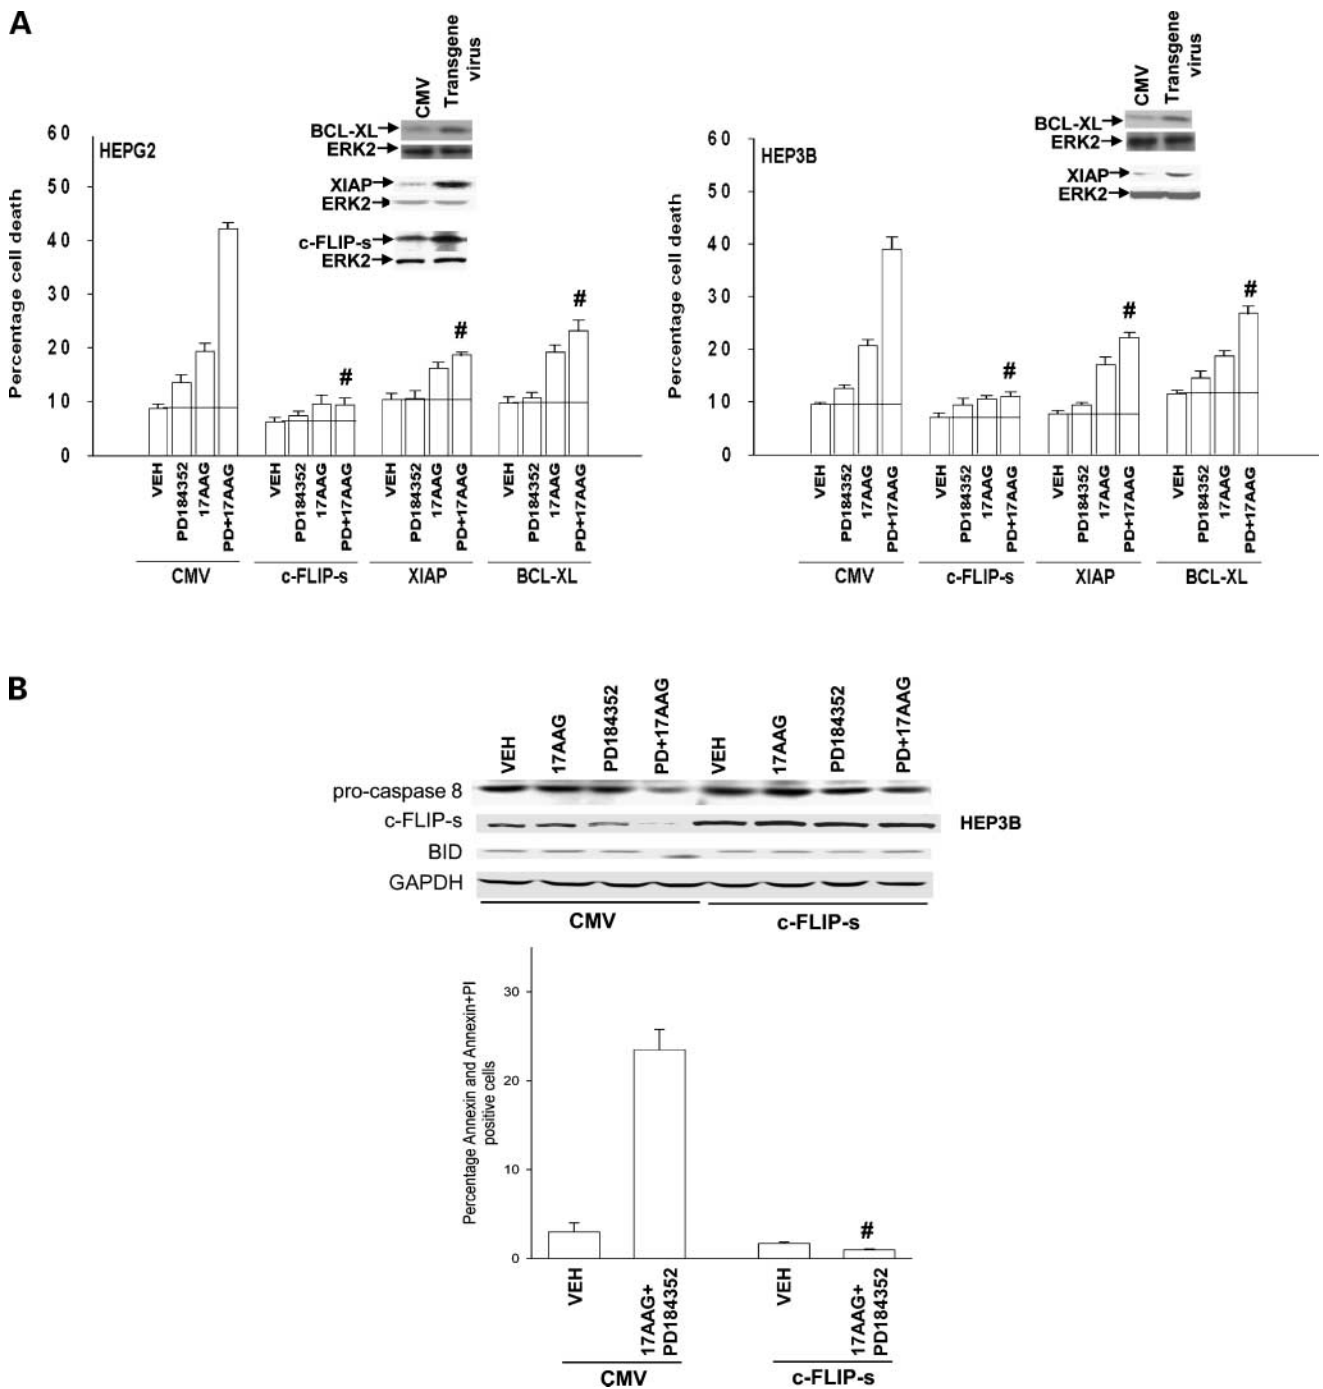 A
HEPG2
Percentage cell death
60
50
40
30
20
10
0
CMV
Transgene
virus
BCL-XL
ERK2
XIAP
ERK2
c-FLIP-s
ERK2
#
#
#
VEH
PD184352
17AAG
PD+17AAG
VEH
PD184352
17AAG
PD+17AAG
VEH
PD184352
17AAG
PD+17AAG
VEH
PD184352
17AAG
PD+17AAG
CMV
c-FLIP-s
XIAP
BCL-XL
HEP3B
Percentage cell death
60
50
40
30
20
10
0
CMV
Transgene
virus
BCL-XL
ERK2
XIAP
ERK2
#
#
#
VEH
PD184352
17AAG
PD+17AAG
VEH
PD184352
17AAG
PD+17AAG
VEH
PD184352
17AAG
PD+17AAG
VEH
PD184352
17AAG
PD+17AAG
CMV
c-FLIP-s
XIAP
BCL-XL
B
VEH
17AAG
PD184352
PD+17AAG
VEH
17AAG
PD184352
PD+17AAG
pro-caspase 8
c-FLIP-s
BID
GAPDH
HEP3B
CMV
c-FLIP-s
Percentage Annexin and Annexin+PI
positive cells
30
20
10
0
#
VEH
17AAG+
PD184352
VEH
17AAG+
PD184352
CMV
c-FLIP-s